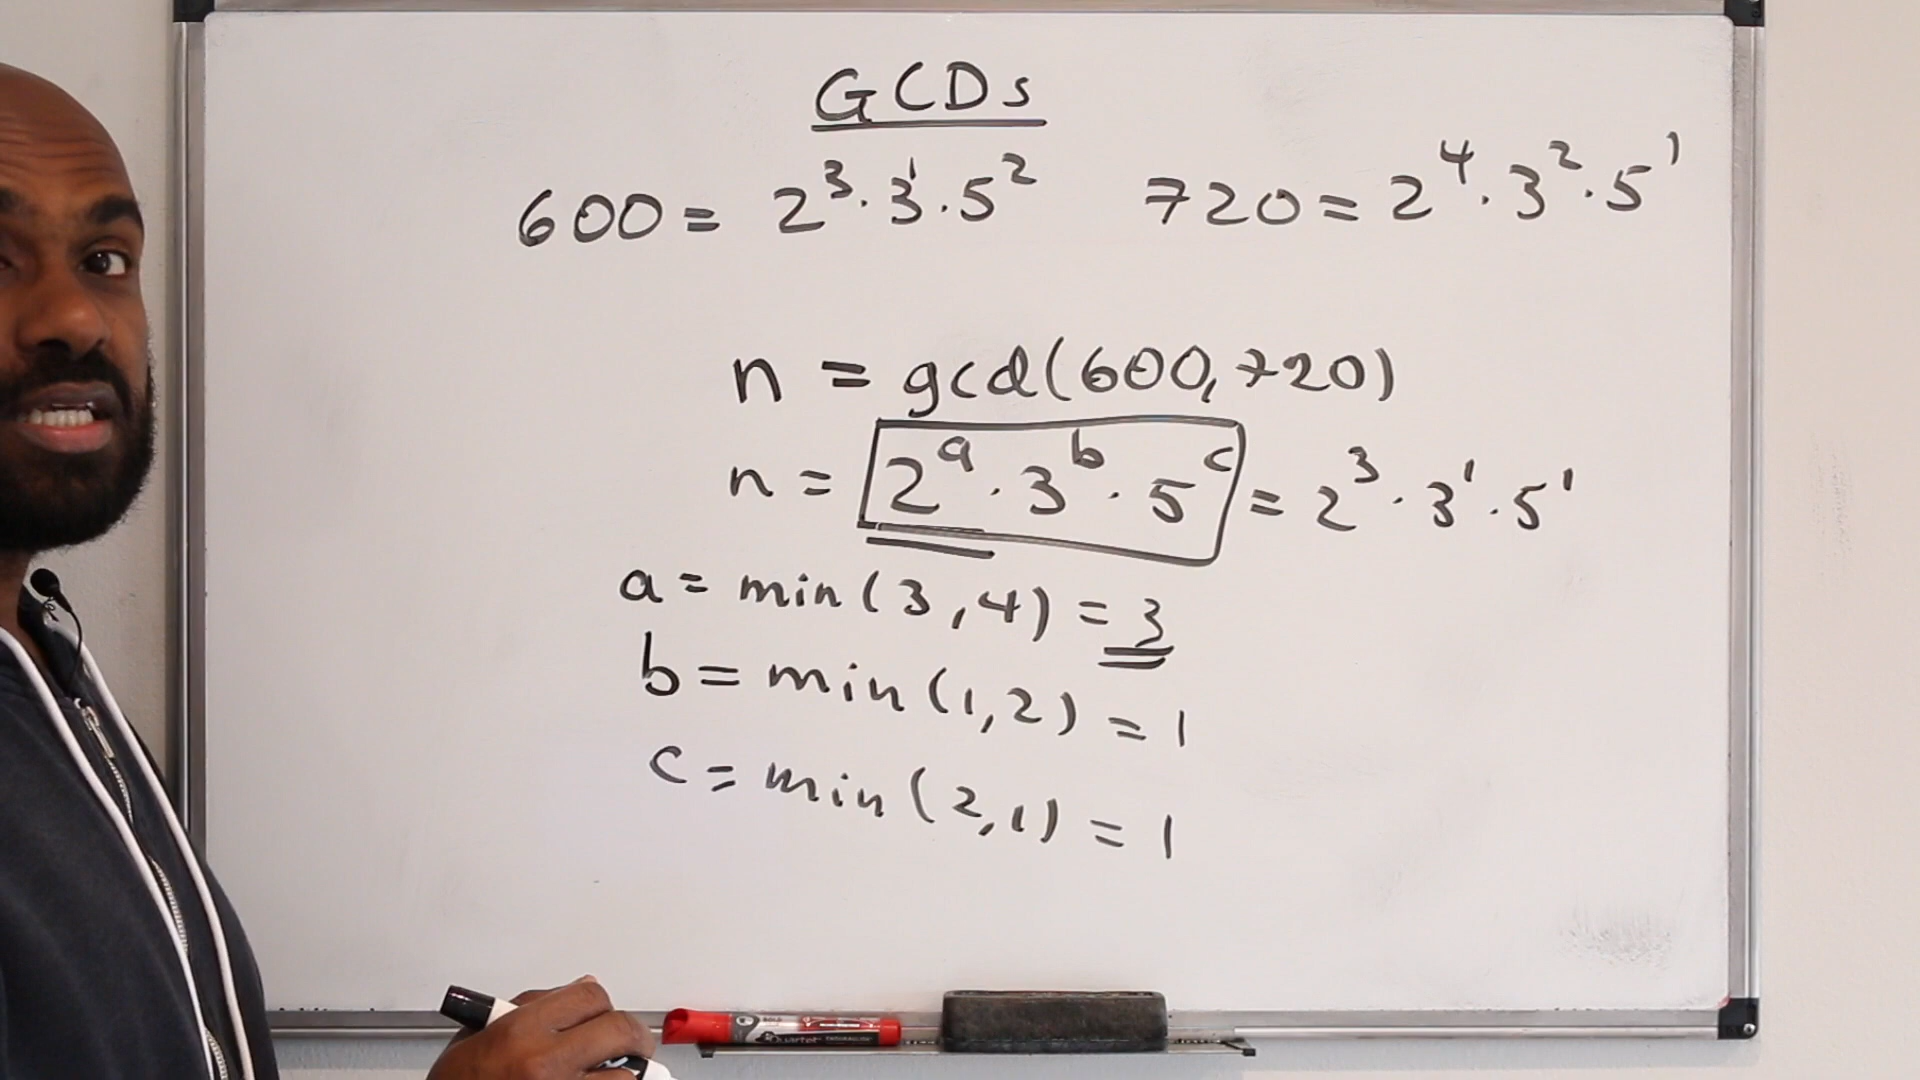 GCDs
600 = 2³·3¹·5² 720 = 2⁴·3²·5¹
n = gcd(600,720)
n = 2ᵃ·3ᵇ·5ᶜ = 2³·3¹·5¹
a = min(3,4) = 3
b = min(1,2) = 1
c = min(2,1) = 1
Quartet